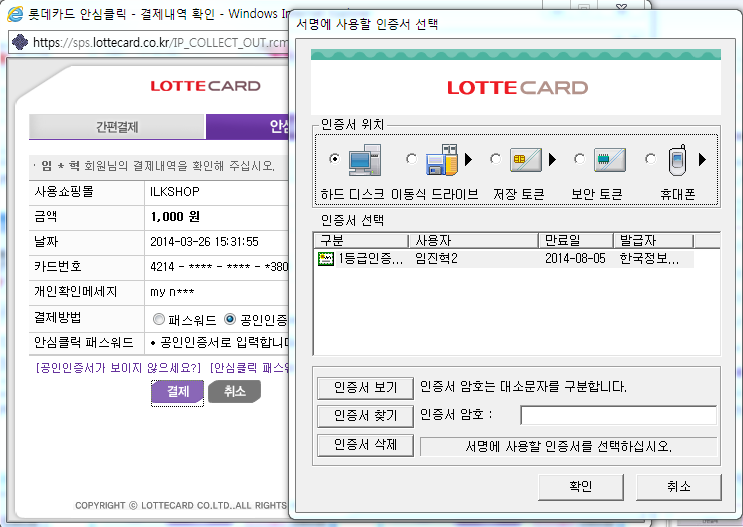 롯데카드 안심클릭 - 결제내역 확인 - Windows In
https://sps.lottecard.co.kr/IP_COLLECT_OUT.rcm
LOTTE CARD
간편결제
안심
· 임 * 혁 회원님의 결제내역을 확인해 주십시오.
사용쇼핑몰 ILKSHOP
금액 1,000 원
날짜 2014-03-26 15:31:55
카드번호 4214 - **** - **** - *380
개인확인메세지 my n***
결제방법 패스워드 공인인증
안심클릭 패스워드 • 공인인증서로 입력합니다
[공인인증서가 보이지 않으세요?] [안심클릭 패스워
결제 취소
COPYRIGHT ⓒ LOTTECARD CO.LTD..ALL RIGHTS
서명에 사용할 인증서 선택
LOTTE CARD
인증서 위치
하드 디스크 이동식 드라이브 저장 토큰 보안 토큰 휴대폰
인증서 선택
구분 사용자 만료일 발급자
1등급인증... 임진혁2 2014-08-05 한국정보...
인증서 보기 인증서 암호는 대소문자를 구분합니다.
인증서 찾기 인증서 암호 :
인증서 삭제 서명에 사용할 인증서를 선택하십시오.
확인 취소